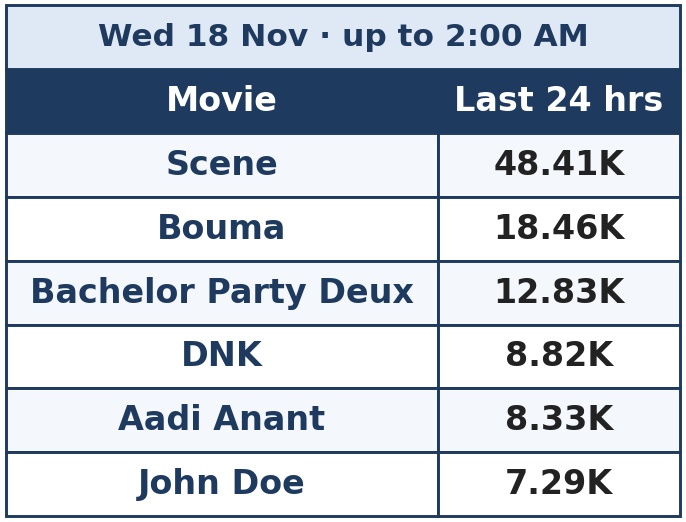 Wed 18 Nov · up to 2:00 AM
Movie Last 24 hrs
Scene 48.41K
Bouma 18.46K
Bachelor Party Deux 12.83K
DNK 8.82K
Aadi Anant 8.33K
John Doe 7.29K